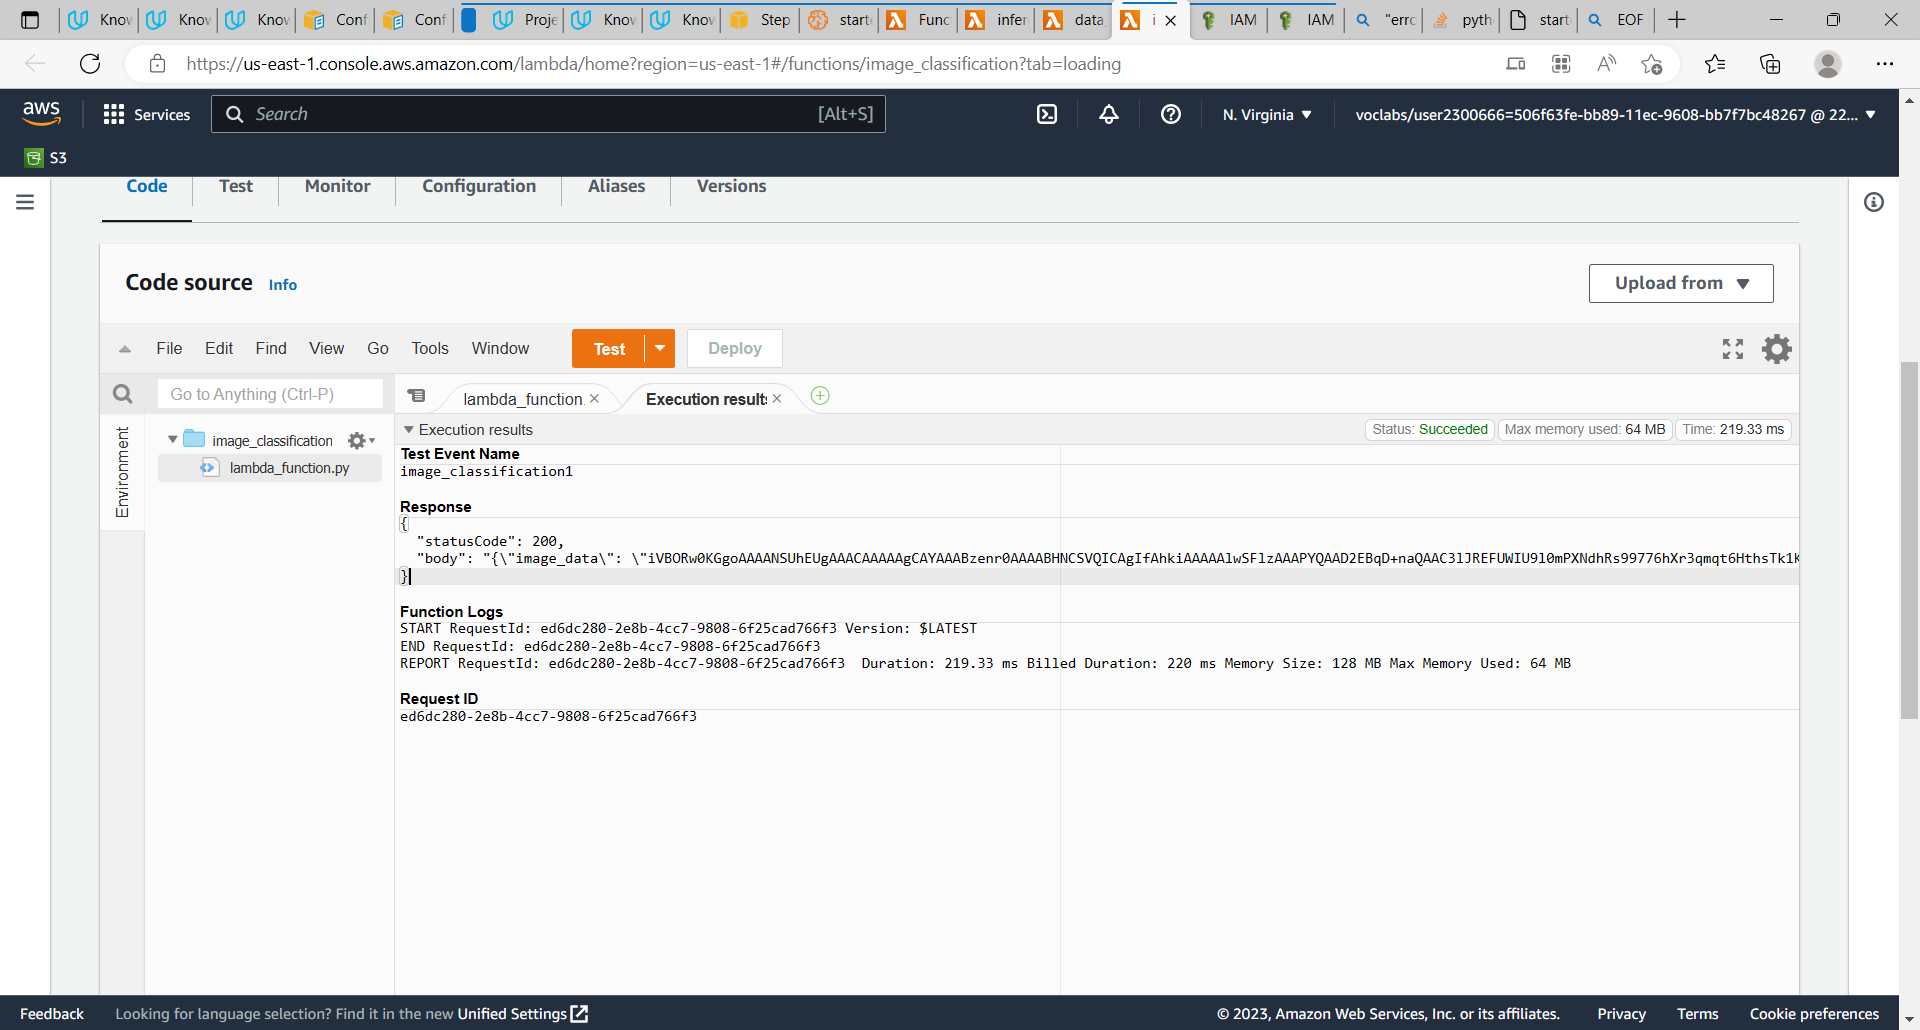 Know
Know
Know
Conf
Conf
Proje
Know
Know
Step
start
Func
infer
data_
i
IAM
IAM
"erro
pyth
start
EOF
https://us-east-1.console.aws.amazon.com/lambda/home?region=us-east-1#/functions/image_classification?tab=loading
aws
Services
Search
[Alt+S]
N. Virginia
voclabs/user2300666=506f63fe-bb89-11ec-9608-bb7f7bc48267 @ 22...
S3
Code
Test
Monitor
Configuration
Aliases
Versions
Code source Info
Upload from
File Edit Find View Go Tools Window
Test
Deploy
Go to Anything (Ctrl-P)
lambda_function.
Execution results
Environment
image_classification
lambda_function.py
Execution results
Status: Succeeded
Max memory used: 64 MB
Time: 219.33 ms
Test Event Name
image_classification1
Response
{
"statusCode": 200,
"body": "{\"image_data\": \"iVBORw0KGgoAAAANSUhEUgAAACAAAAAgCAYAAABzenr0AAAABHNCSVQICAgIfAhkiAAAAAlwSFlzAAAPYQAAD2EBqD+naQAAC3lJREFUWIU9l0mPXNdhRs99776hXr3qmqt6HthsTk1K
}
Function Logs
START RequestId: ed6dc280-2e8b-4cc7-9808-6f25cad766f3 Version: $LATEST
END RequestId: ed6dc280-2e8b-4cc7-9808-6f25cad766f3
REPORT RequestId: ed6dc280-2e8b-4cc7-9808-6f25cad766f3 Duration: 219.33 ms Billed Duration: 220 ms Memory Size: 128 MB Max Memory Used: 64 MB
Request ID
ed6dc280-2e8b-4cc7-9808-6f25cad766f3
Feedback
Looking for language selection? Find it in the new Unified Settings
© 2023, Amazon Web Services, Inc. or its affiliates.
Privacy
Terms
Cookie preferences